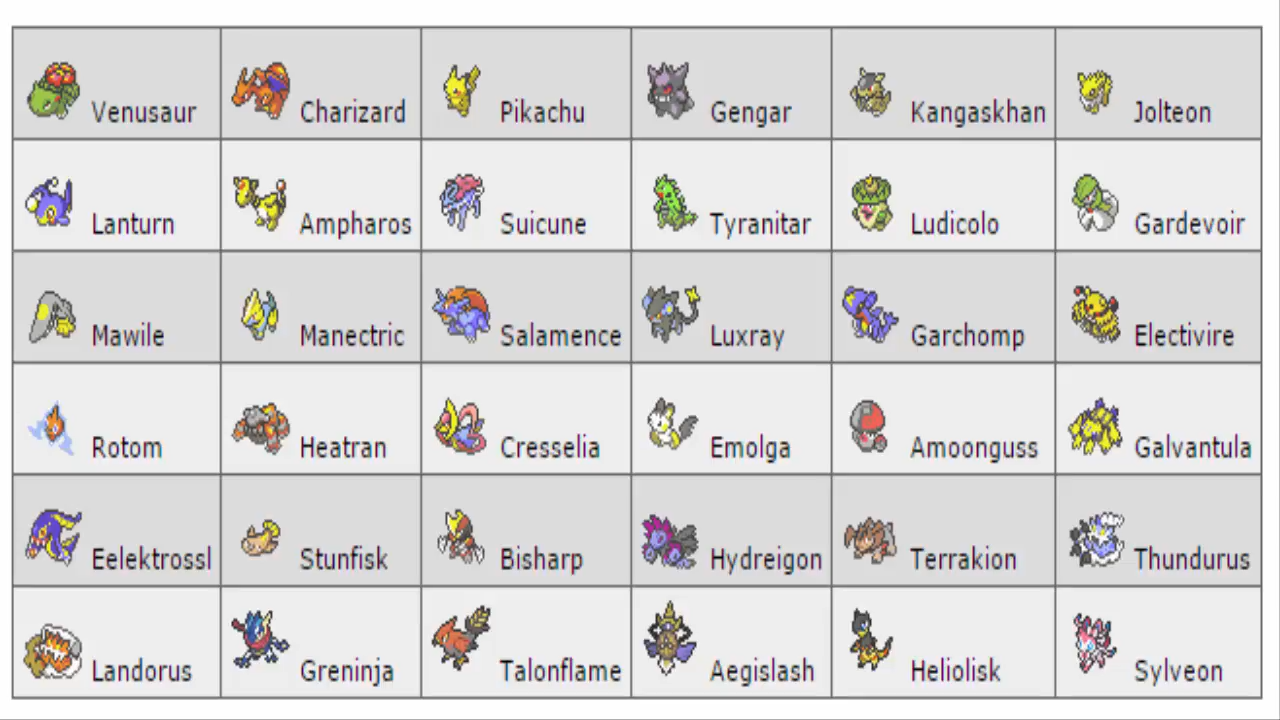 Venusaur Charizard Pikachu Gengar Kangaskhan Jolteon
Lanturn Ampharos Suicune Tyranitar Ludicolo Gardevoir
Mawile Manectric Salamence Luxray Garchomp Electivire
Rotom Heatran Cresselia Emolga Amoonguss Galvantula
Eelektrossl Stunfisk Bisharp Hydreigon Terrakion Thundurus
Landorus Greninja Talonflame Aegislash Heliolisk Sylveon